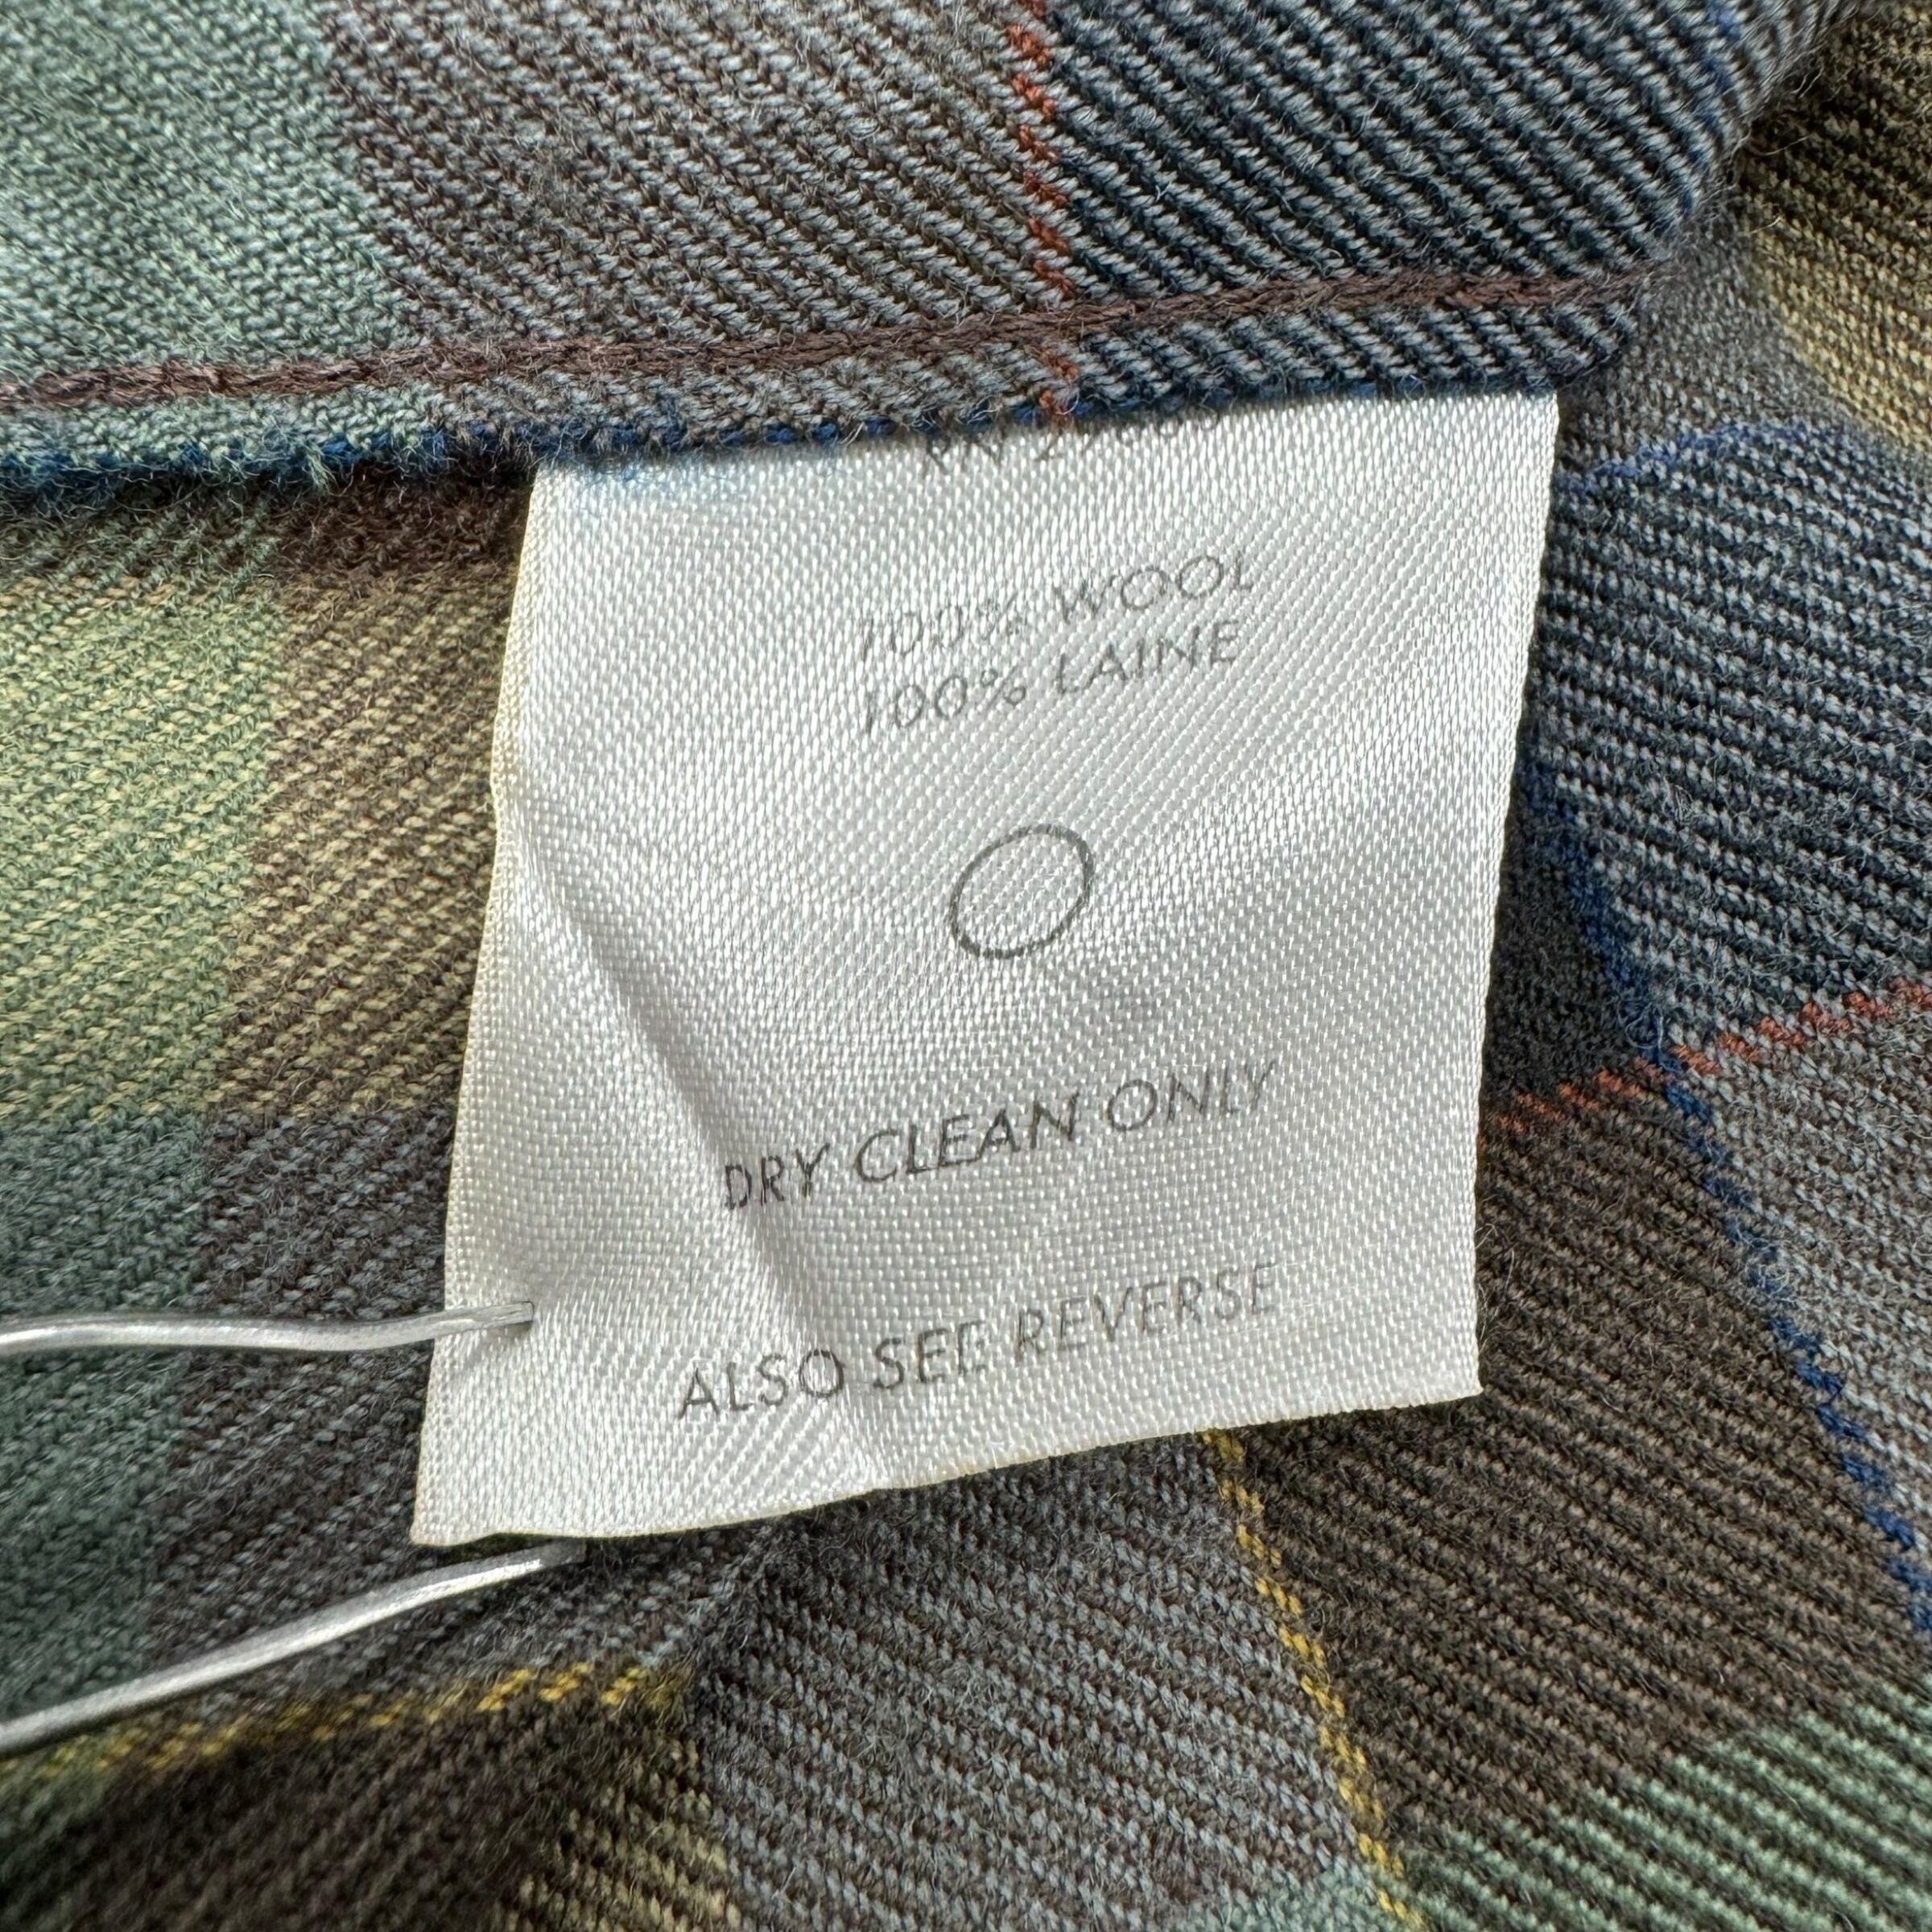 100% WOOL
100% LAINE
DRY CLEAN ONLY
ALSO SEE REVERSE